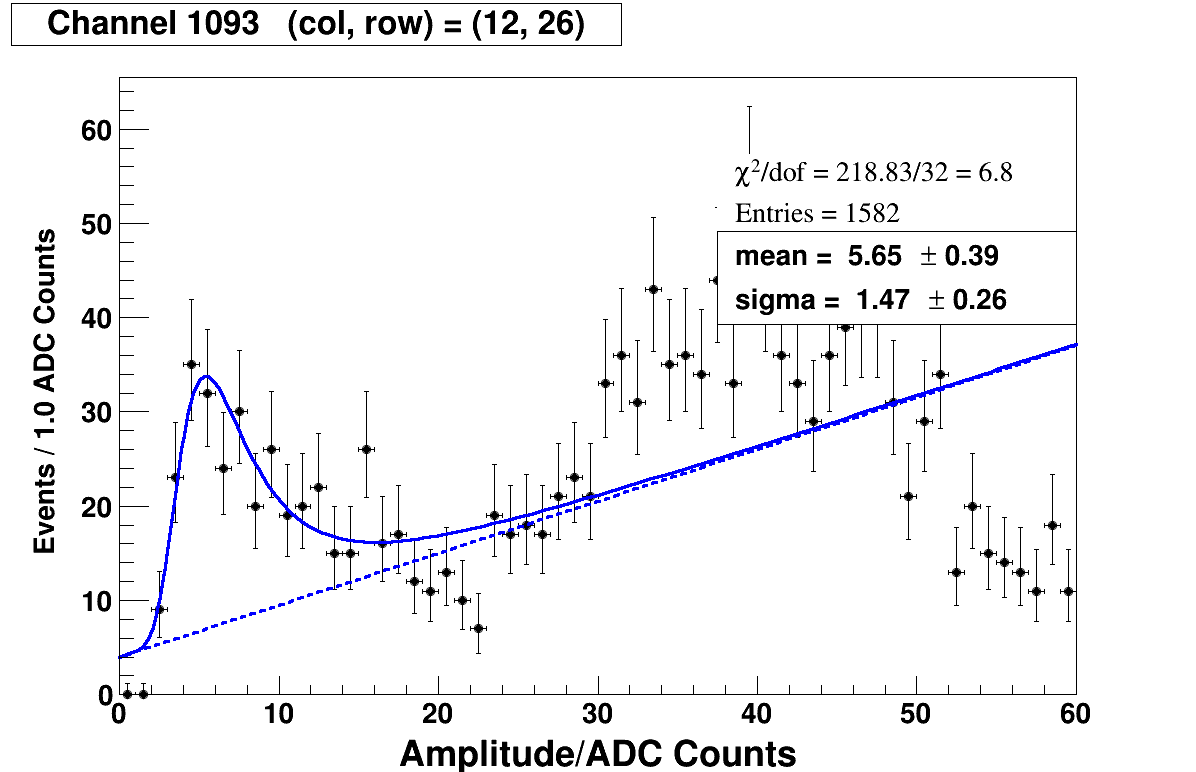 Channel 1093 (col, row) = (12, 26)
χ²/dof = 218.83/32 = 6.8
Entries = 1582
mean = 5.65 ± 0.39
sigma = 1.47 ± 0.26
Events / 1.0 ADC Counts
60
50
40
30
20
10
0
0 10 20 30 40 50 60
Amplitude/ADC Counts